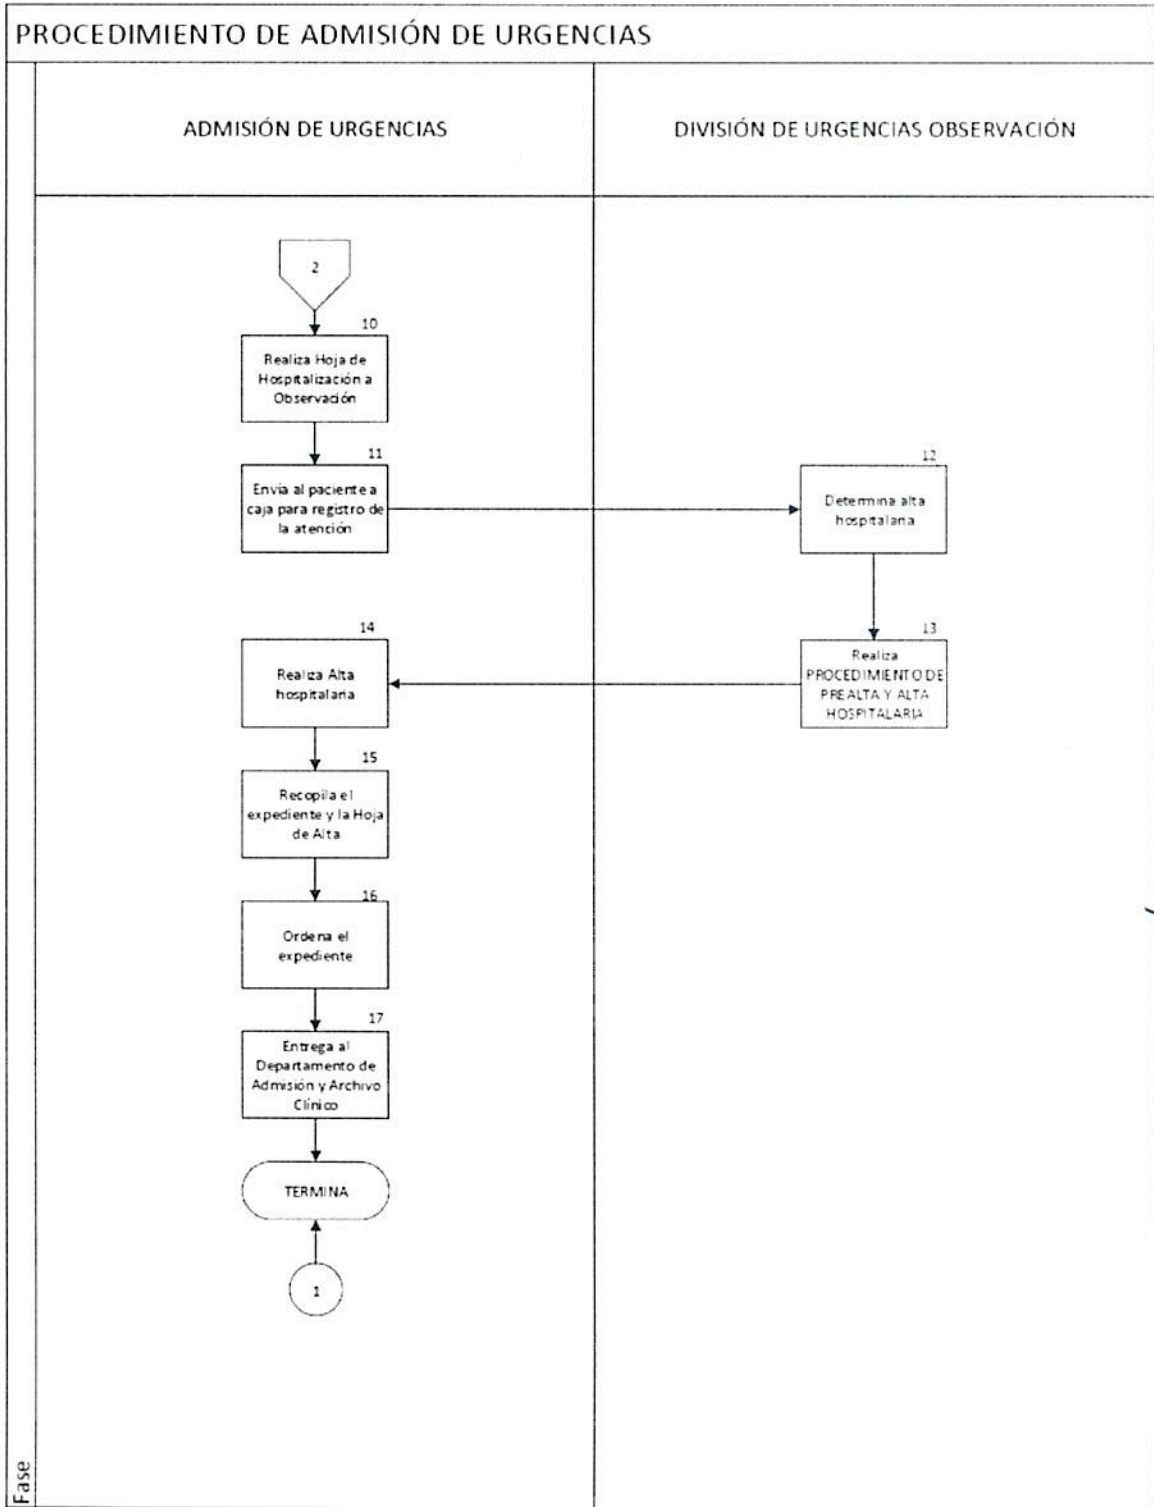 PROCEDIMIENTO DE ADMISIÓN DE URGENCIAS
ADMISIÓN DE URGENCIAS
DIVISIÓN DE URGENCIAS OBSERVACIÓN
2
10
Realiza Hoja de
Hospitalización a
Observación
11
Envía al paciente a
caja para registro de
la atención
12
Determina alta
hospitalaria
13
Realiza
PROCEDIMIENTO DE
PREALTA Y ALTA
HOSPITALARIA
14
Realiza Alta
hospitalaria
15
Recopila el
expediente y la Hoja
de Alta
16
Ordena el
expediente
17
Entrega al
Departamento de
Admisión y Archivo
Clínico
TERMINA
1
Fase